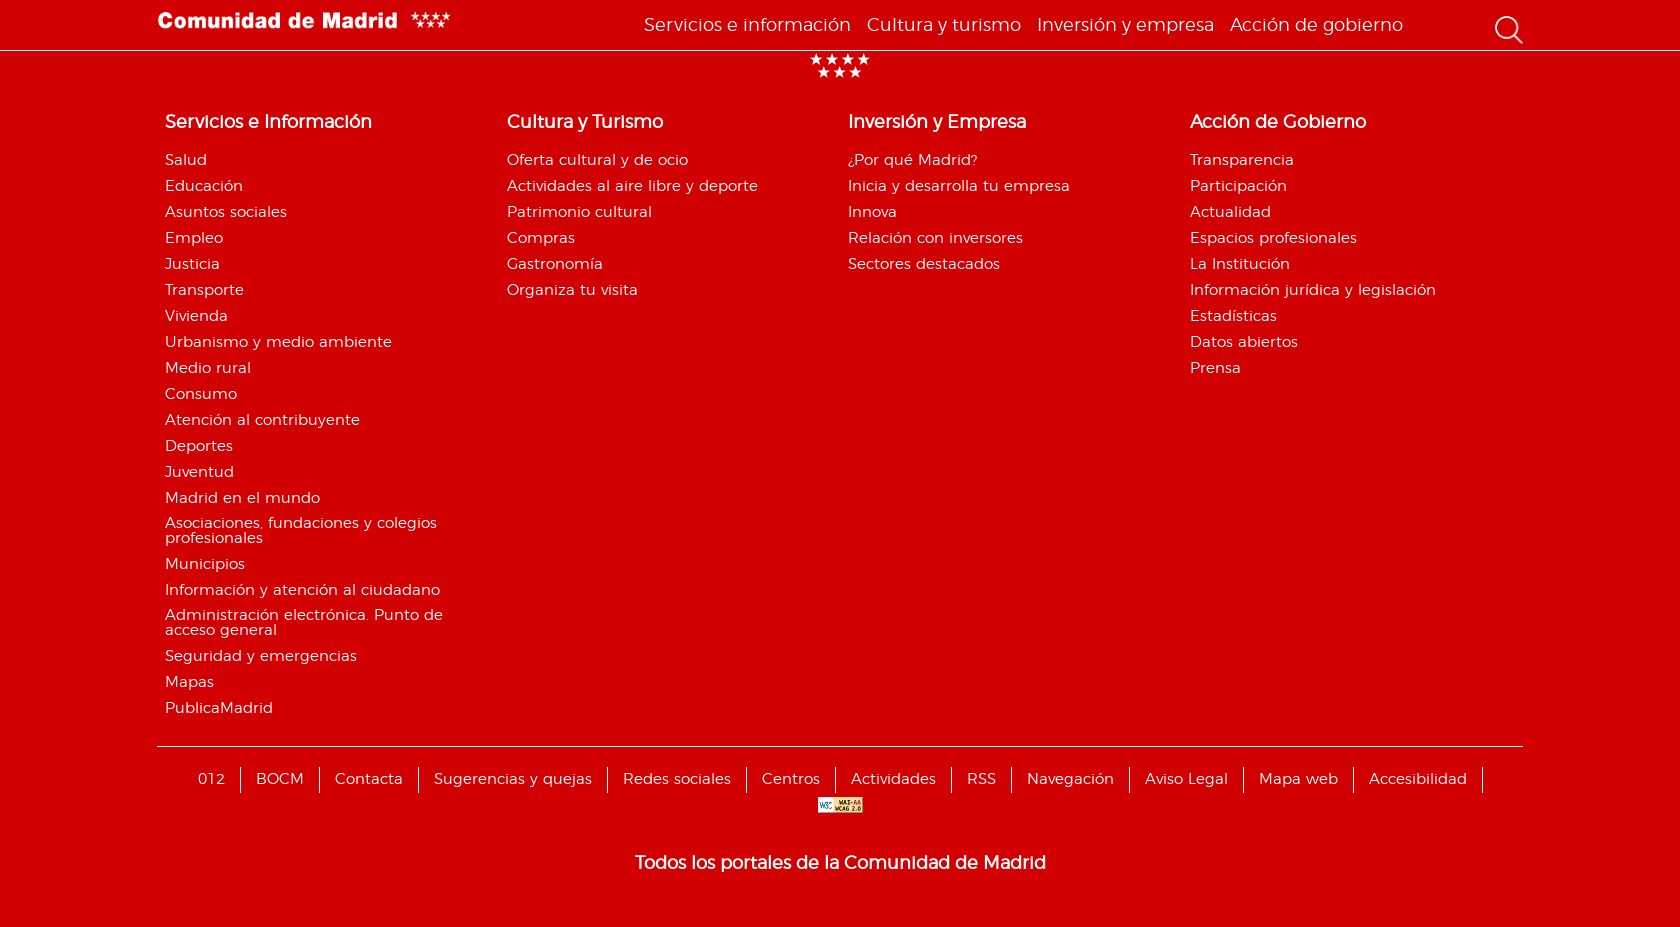 Comunidad de Madrid
Servicios e información
Cultura y turismo
Inversión y empresa
Acción de gobierno
Servicios e Información
Salud
Educación
Asuntos sociales
Empleo
Justicia
Transporte
Vivienda
Urbanismo y medio ambiente
Medio rural
Consumo
Atención al contribuyente
Deportes
Juventud
Madrid en el mundo
Asociaciones, fundaciones y colegios
profesionales
Municipios
Información y atención al ciudadano
Administración electrónica. Punto de
acceso general
Seguridad y emergencias
Mapas
PublicaMadrid
Cultura y Turismo
Oferta cultural y de ocio
Actividades al aire libre y deporte
Patrimonio cultural
Compras
Gastronomía
Organiza tu visita
Inversión y Empresa
¿Por qué Madrid?
Inicia y desarrolla tu empresa
Innova
Relación con inversores
Sectores destacados
Acción de Gobierno
Transparencia
Participación
Actualidad
Espacios profesionales
La Institución
Información jurídica y legislación
Estadísticas
Datos abiertos
Prensa
012
BOCM
Contacta
Sugerencias y quejas
Redes sociales
Centros
Actividades
RSS
Navegación
Aviso Legal
Mapa web
Accesibilidad
W3C WAI-AA
WCAG 2.0
Todos los portales de la Comunidad de Madrid